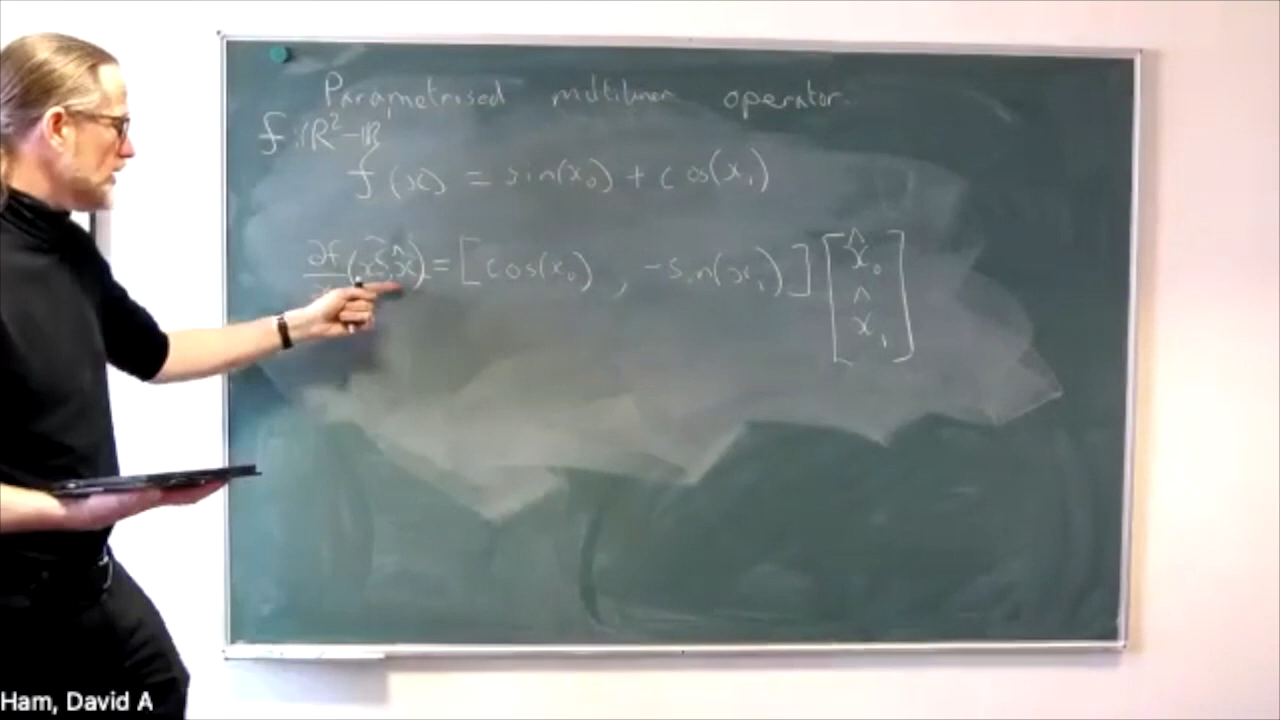 Parametrised multilinear operator.
f: ℝ²→ℝ
f(x) = sin(x₀) + cos(x₁)
∂f (x; x̂) = [cos(x₀), -sin(x₁)] [x̂₀
x̂₁]
Ham, David A